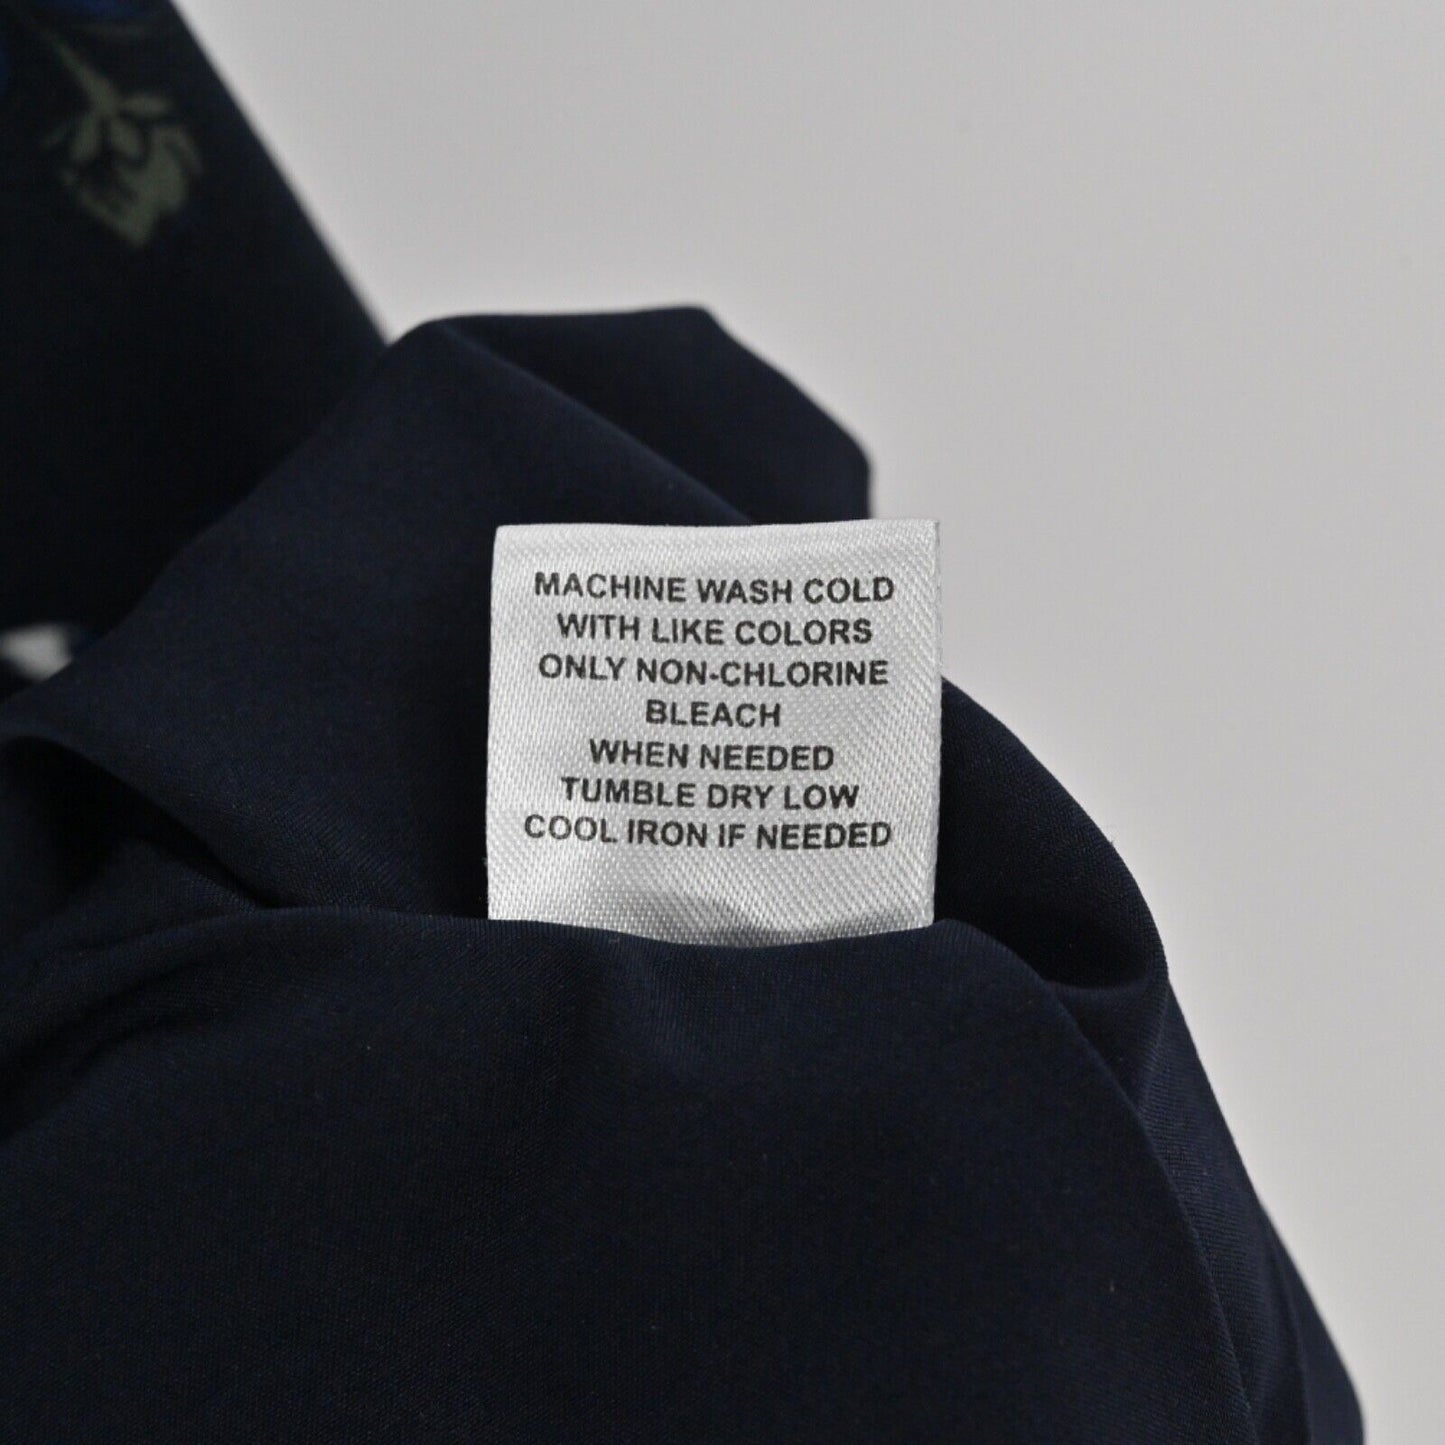 MACHINE WASH COLD
WITH LIKE COLORS
ONLY NON-CHLORINE
BLEACH
WHEN NEEDED
TUMBLE DRY LOW
COOL IRON IF NEEDED